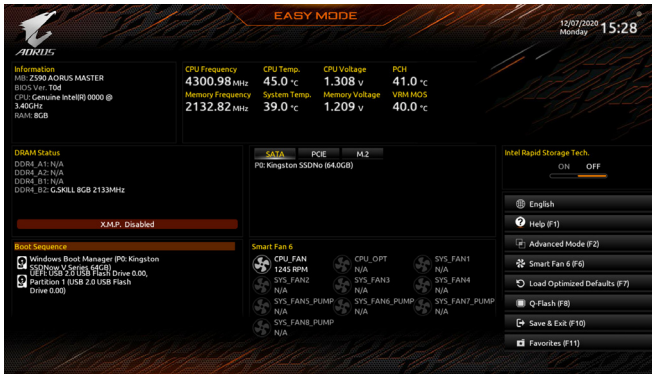 AORUS
EASY MODE
12/07/2020
Monday
15:28
Information
MB: Z590 AORUS MASTER
BIOS Ver. T0d
CPU: Genuine Intel(R) 0000 @
3.40GHz
RAM: 8GB
CPU Frequency
4300.98 MHz
CPU Temp.
45.0 °C
CPU Voltage
1.308 V
PCH
41.0 °C
Memory Frequency
2132.82 MHz
System Temp.
39.0 °C
Memory Voltage
1.209 V
VRM MOS
40.0 °C
DRAM Status
DDR4_A1: N/A
DDR4_A2: N/A
DDR4_B1: N/A
DDR4_B2: G.SKILL 8GB 2133MHz
X.M.P. Disabled
SATA PCIE M.2
P0: Kingston SSDNo (64.0GB)
Intel Rapid Storage Tech.
ON OFF
Boot Sequence
Windows Boot Manager (P0: Kingston
SSDNow V Series 64GB)
UEFI: USB 2.0 USB Flash Drive 0.00,
Partition 1 (USB 2.0 USB Flash
Drive 0.00)
Smart Fan 6
CPU_FAN
1245 RPM
CPU_OPT
N/A
SYS_FAN1
N/A
SYS_FAN2
N/A
SYS_FAN3
N/A
SYS_FAN4
N/A
SYS_FAN5_PUMP
N/A
SYS_FAN6_PUMP
N/A
SYS_FAN7_PUMP
N/A
SYS_FAN8_PUMP
N/A
English
Help (F1)
Advanced Mode (F2)
Smart Fan 6 (F6)
Load Optimized Defaults (F7)
Q-Flash (F8)
Save & Exit (F10)
Favorites (F11)